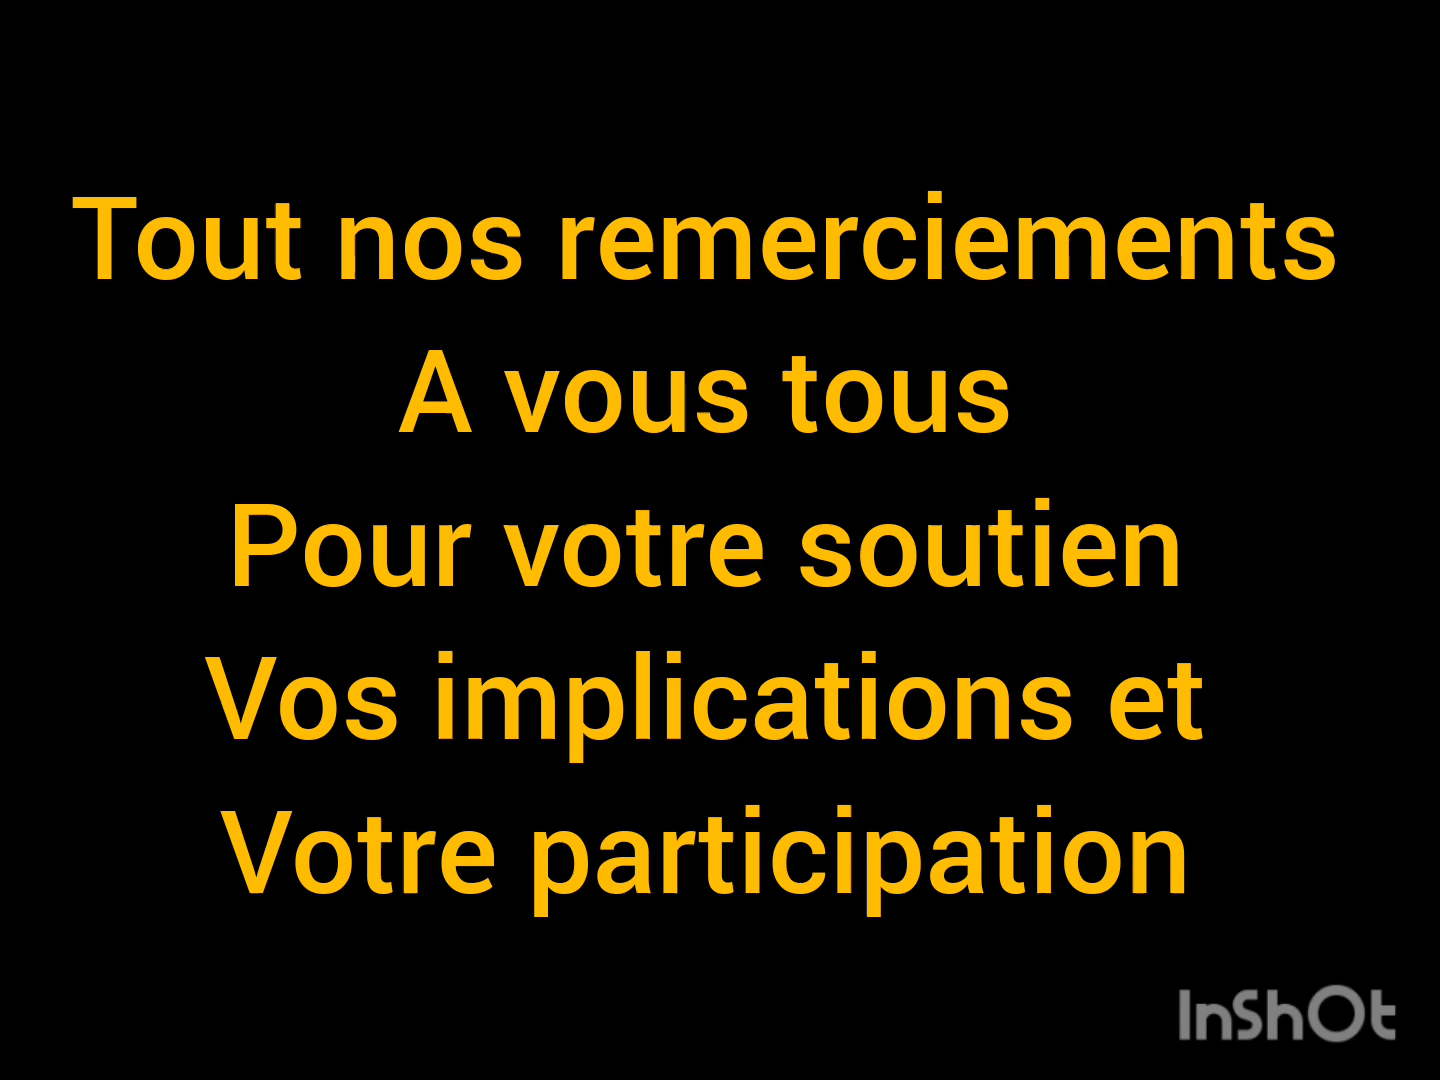 Tout nos remerciements
A vous tous
Pour votre soutien
Vos implications et
Votre participation
InShOt